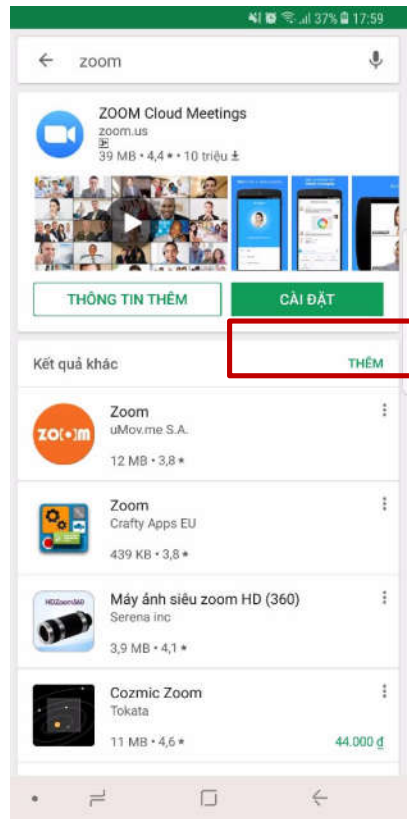 37% 17:59
zoom
ZOOM Cloud Meetings
zoom.us
39 MB • 4,4 ★ • 10 triệu
THÔNG TIN THÊM
CÀI ĐẶT
Kết quả khác
THÊM
ZO(•)M
Zoom
uMov.me S.A.
12 MB • 3,8 ★
Zoom
Crafty Apps EU
439 KB • 3,8 ★
HDZoom360
Máy ảnh siêu zoom HD (360)
Serena inc
3,9 MB • 4,1 ★
Cozmic Zoom
Tokata
11 MB • 4,6 ★
44.000 ₫